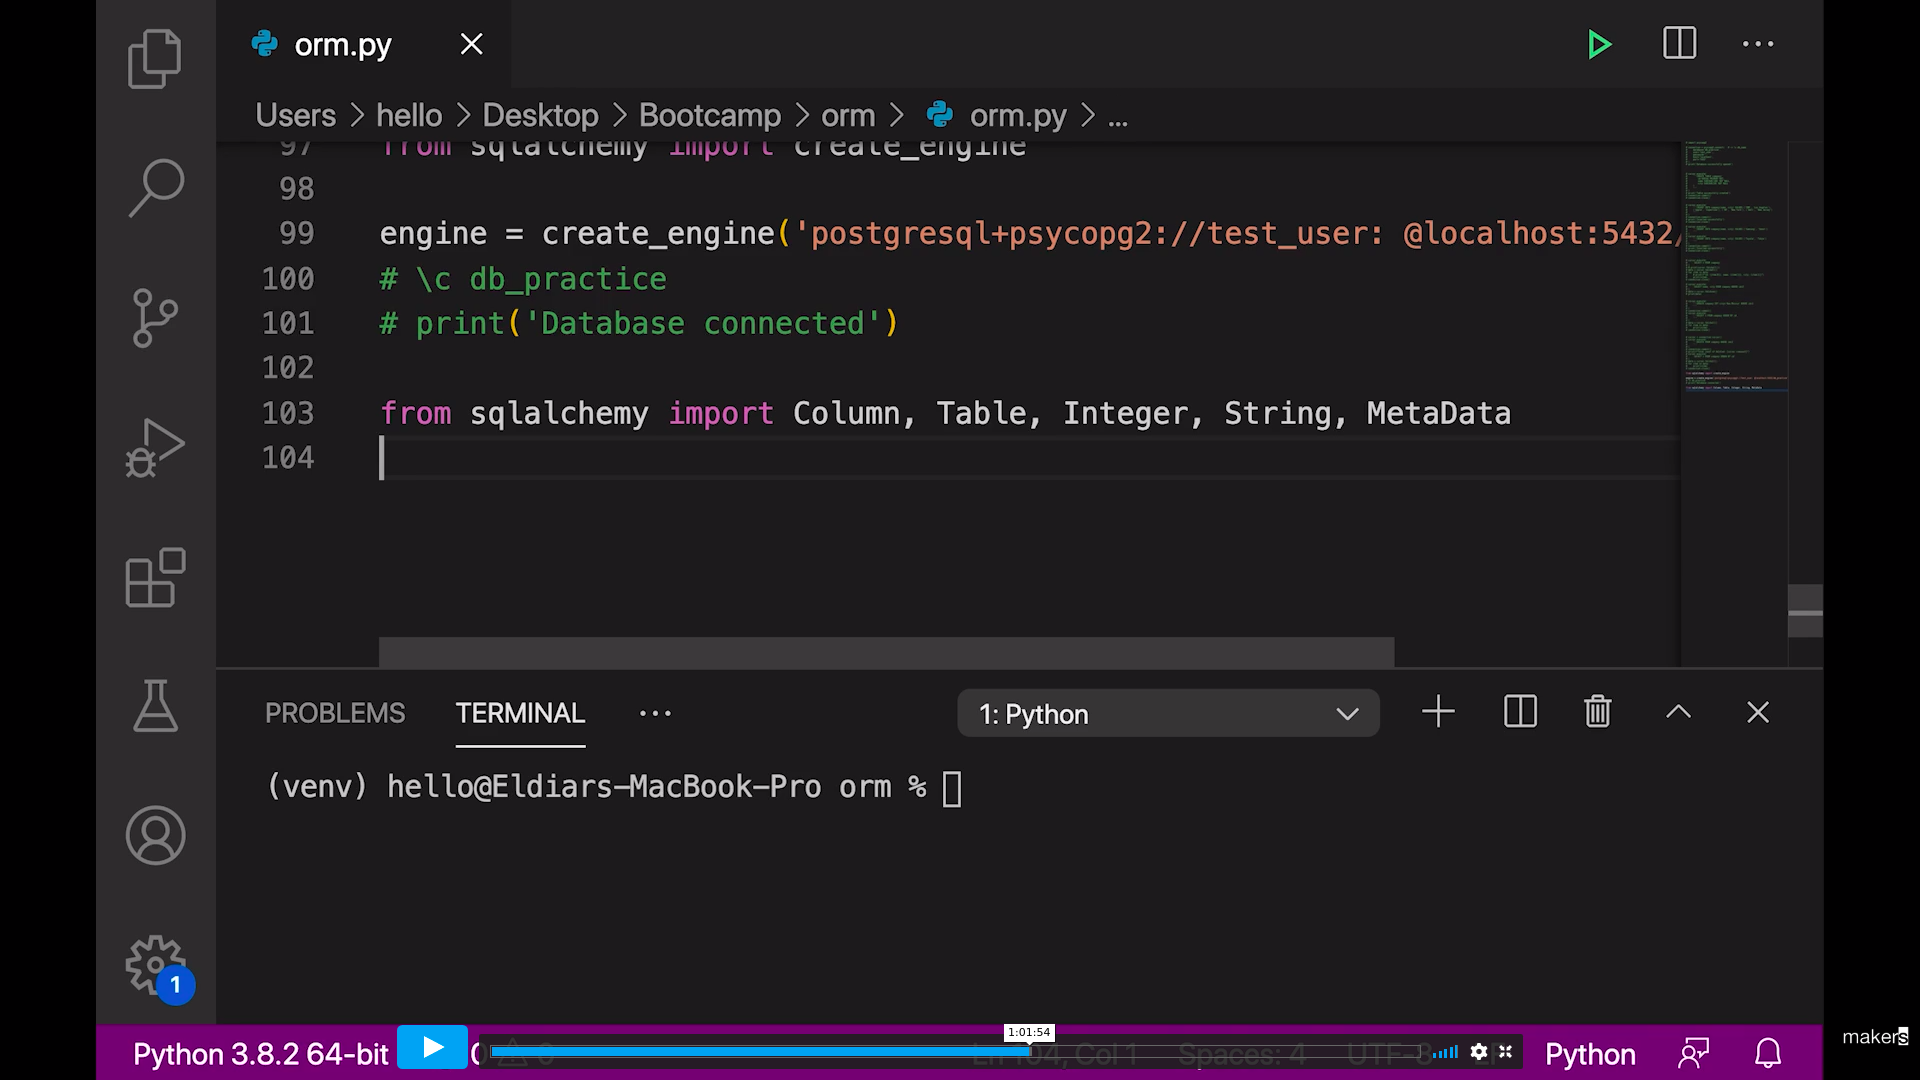 orm.py
Users > hello > Desktop > Bootcamp > orm > orm.py > ...
97 from sqlalchemy import create_engine
98
99 engine = create_engine('postgresql+psycopg2://test_user: @localhost:5432/
100 # \c db_practice
101 # print('Database connected')
102
103 from sqlalchemy import Column, Table, Integer, String, MetaData
104
PROBLEMS TERMINAL ... 1: Python
(venv) hello@Eldiars-MacBook-Pro orm %
1
1:01:54
Python 3.8.2 64-bit 0 0 Ln 104, Col 1 Spaces: 4 UTF-8 LF Python
makers